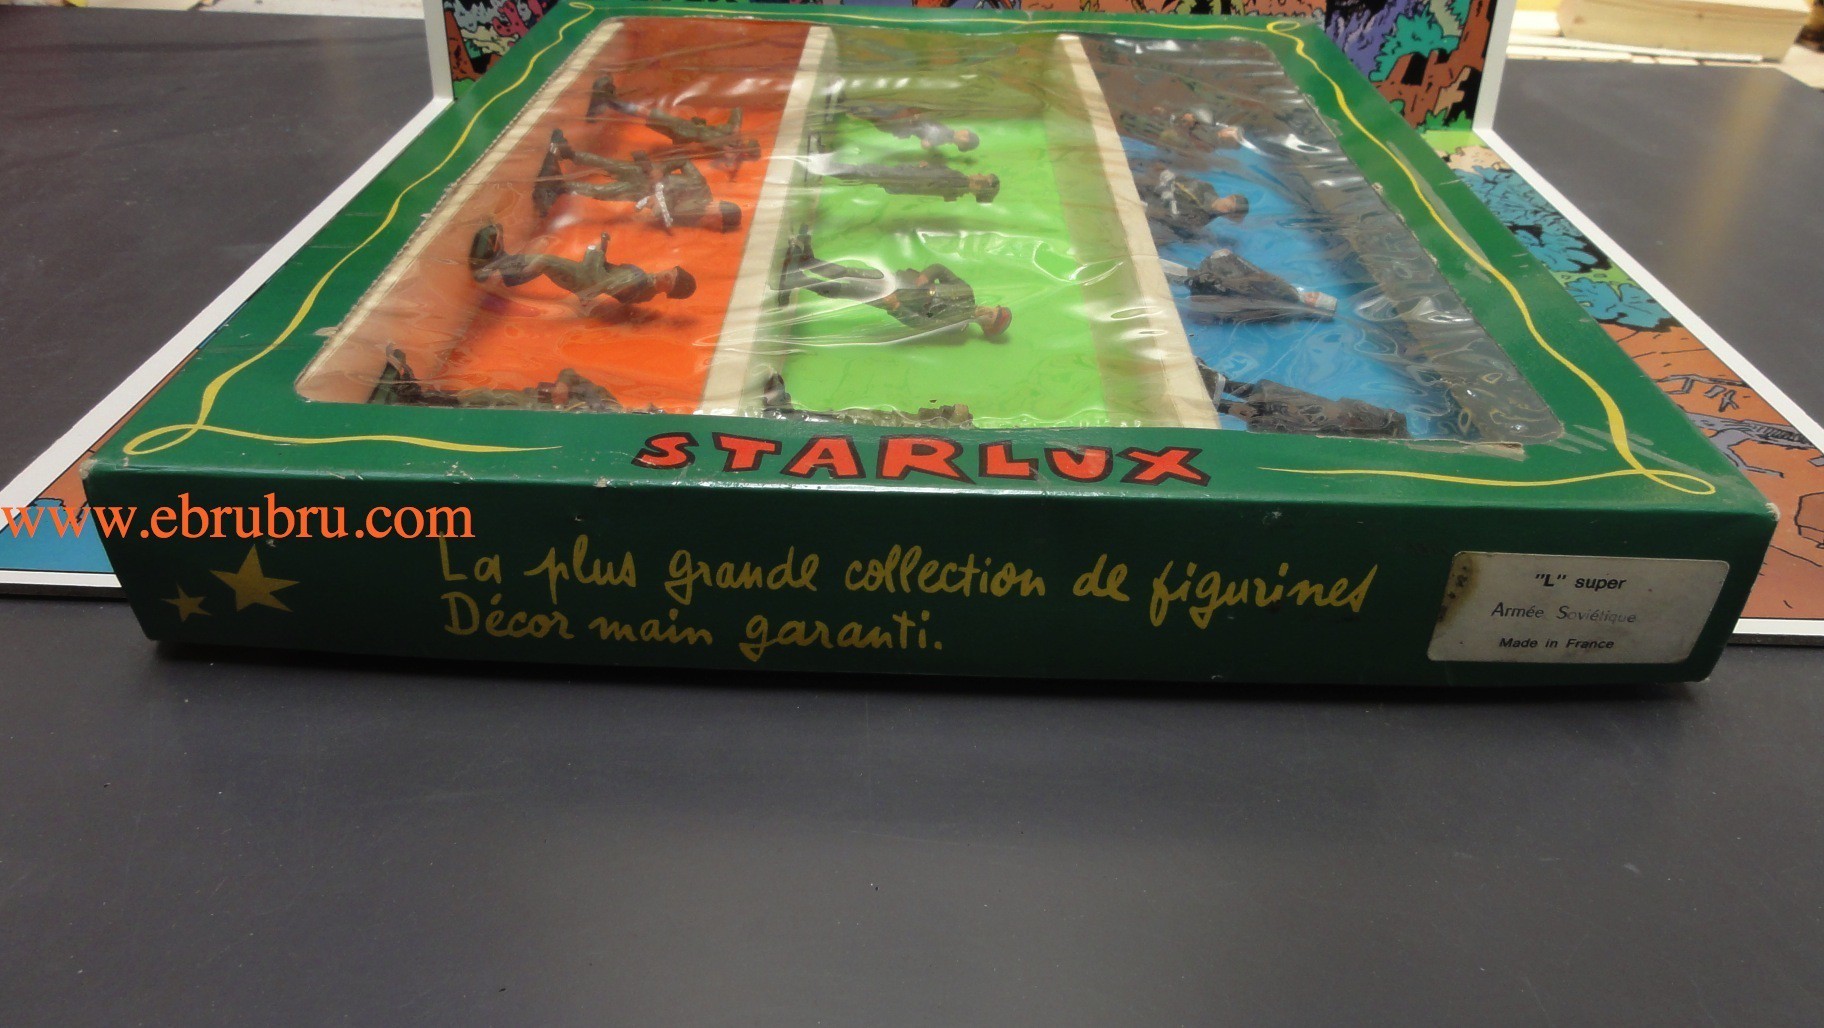 STARLUX
www.ebrubru.com
La plus grande collection de figurines
Décor main garanti.
"L" super
Armée Soviétique
Made in France